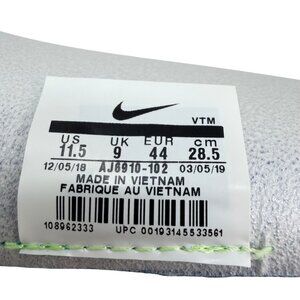 VTM
US UK EUR cm
11.5 9 44 28.5
12/05/18 AJ6910-102 03/05/19
MADE IN VIETNAM
FABRIQUE AU VIETNAM
108962333 UPC 00193145533561